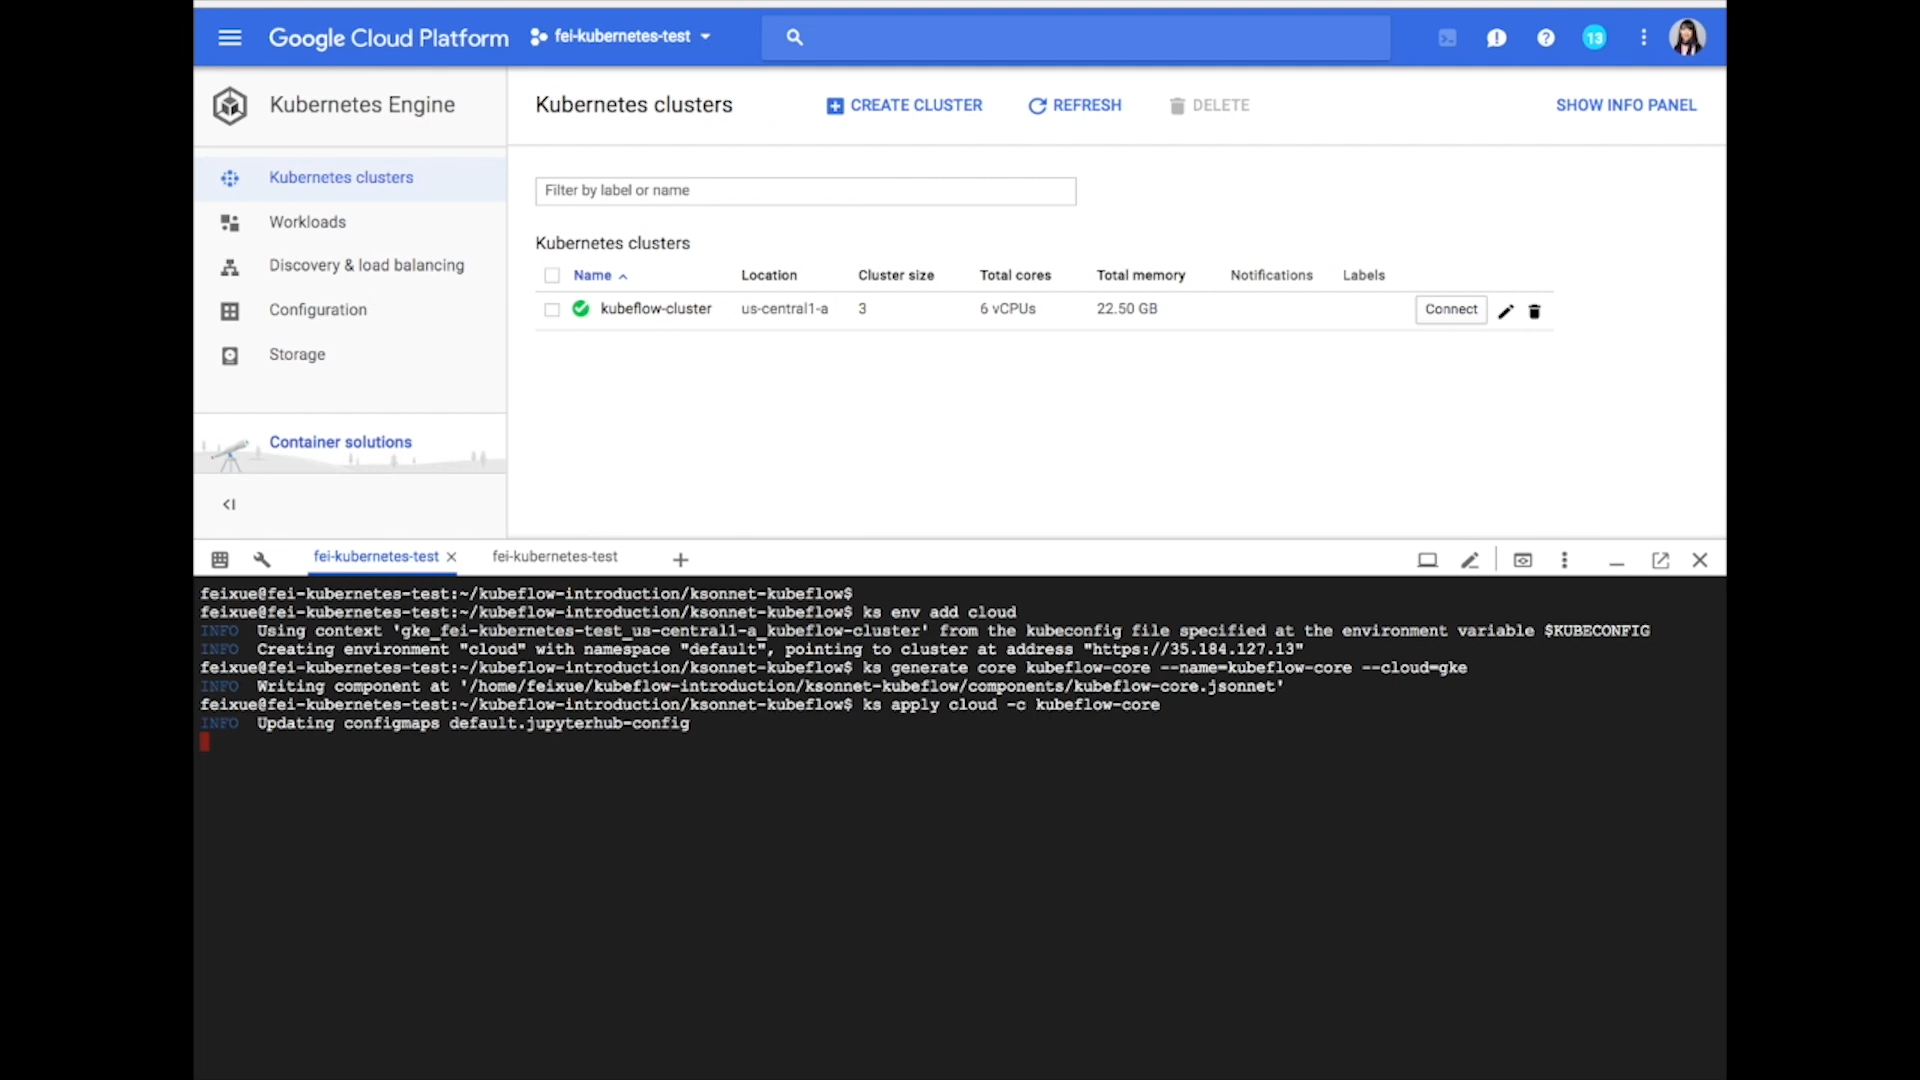 Google Cloud Platform
fei-kubernetes-test
13
Kubernetes Engine
Kubernetes clusters
CREATE CLUSTER
REFRESH
DELETE
SHOW INFO PANEL
Kubernetes clusters
Workloads
Discovery & load balancing
Configuration
Storage
Container solutions
Filter by label or name
Kubernetes clusters
Name Location Cluster size Total cores Total memory Notifications Labels
kubeflow-cluster us-central1-a 3 6 vCPUs 22.50 GB Connect
fei-kubernetes-test fei-kubernetes-test
feixue@fei-kubernetes-test:~/kubeflow-introduction/ksonnet-kubeflow$
feixue@fei-kubernetes-test:~/kubeflow-introduction/ksonnet-kubeflow$ ks env add cloud
INFO Using context 'gke_fei-kubernetes-test_us-central1-a_kubeflow-cluster' from the kubeconfig file specified at the environment variable $KUBECONFIG
INFO Creating environment "cloud" with namespace "default", pointing to cluster at address "https://35.184.127.13"
feixue@fei-kubernetes-test:~/kubeflow-introduction/ksonnet-kubeflow$ ks generate core kubeflow-core --name=kubeflow-core --cloud=gke
INFO Writing component at '/home/feixue/kubeflow-introduction/ksonnet-kubeflow/components/kubeflow-core.jsonnet'
feixue@fei-kubernetes-test:~/kubeflow-introduction/ksonnet-kubeflow$ ks apply cloud -c kubeflow-core
INFO Updating configmaps default.jupyterhub-config